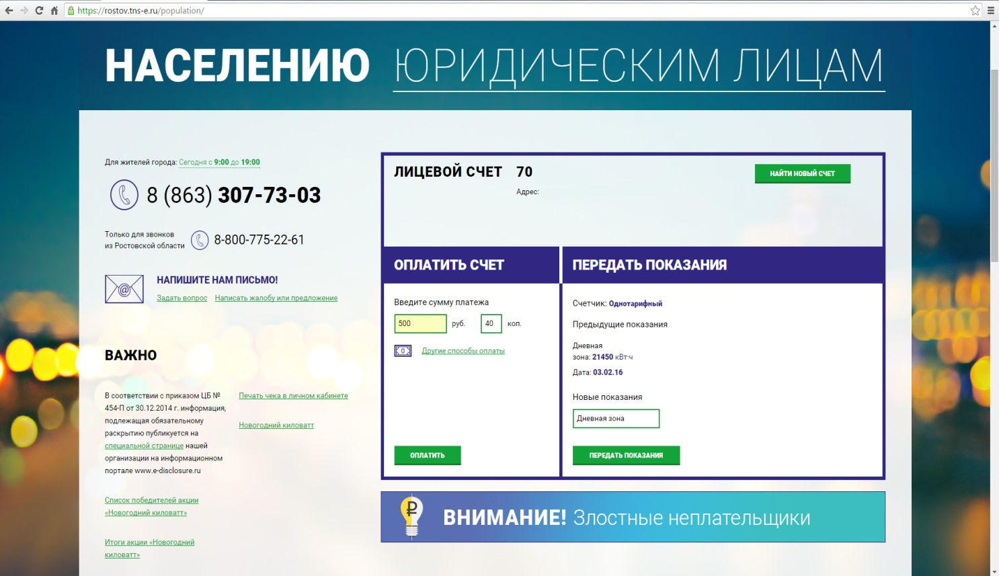 https://rostov.tns-e.ru/population/
НАСЕЛЕНИЮ ЮРИДИЧЕСКИМ ЛИЦАМ
Для жителей города: Сегодня с 9:00 до 19:00
8 (863) 307-73-03
Только для звонков
из Ростовской области
8-800-775-22-61
@
НАПИШИТЕ НАМ ПИСЬМО!
Задать вопрос Написать жалобу или предложение
ВАЖНО
В соответствии с приказом ЦБ №
454-П от 30.12.2014 г. информация,
подлежащая обязательному
раскрытию публикуется на
специальной странице нашей
организации на информационном
портале www.e-disclosure.ru
Список победителей акции
«Новогодний киловатт»
Итоги акции «Новогодний
киловатт»
Печать чека в личном кабинете
Новогодний киловатт
ЛИЦЕВОЙ СЧЕТ 70
Адрес:
НАЙТИ НОВЫЙ СЧЕТ
ОПЛАТИТЬ СЧЕТ
Введите сумму платежа
500 руб. 40 коп.
Другие способы оплаты
ОПЛАТИТЬ
ПЕРЕДАТЬ ПОКАЗАНИЯ
Счетчик: Однотарифный
Предыдущие показания
Дневная
зона: 21450 кВт·ч
Дата: 03.02.16
Новые показания
Дневная зона
ПЕРЕДАТЬ ПОКАЗАНИЯ
₽
ВНИМАНИЕ! Злостные неплательщики